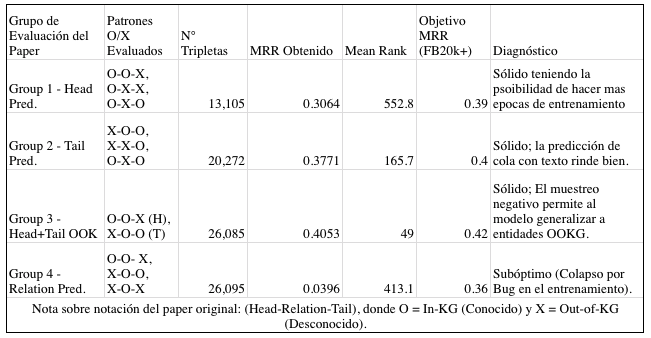 Grupo de
Evaluación del
Paper
Patrones
O/X
Evaluados
N°
Tripletas
MRR Obtenido
Mean Rank
Objetivo
MRR
(FB20k+)
Diagnóstico
Group 1 - Head
Pred.
O-O-X,
O-X-X,
O-X-O
13,105
0.3064
552.8
0.39
Sólido teniendo la
psoibilidad de hacer mas
epocas de entrenamiento
Group 2 - Tail
Pred.
X-O-O,
X-X-O,
O-X-O
20,272
0.3771
165.7
0.4
Sólido; la predicción de
cola con texto rinde bien.
Group 3 -
Head+Tail OOK
O-O-X (H),
X-O-O (T)
26,085
0.4053
49
0.42
Sólido; El muestreo
negativo permite al
modelo generalizar a
entidades OOKG.
Group 4 -
Relation Pred.
O-O- X,
X-O-O,
X-O-X
26,095
0.0396
413.1
0.36
Subóptimo (Colapso por
Bug en el entrenamiento).
Nota sobre notación del paper original: (Head-Relation-Tail), donde O = In-KG (Conocido) y X = Out-of-KG
(Desconocido).